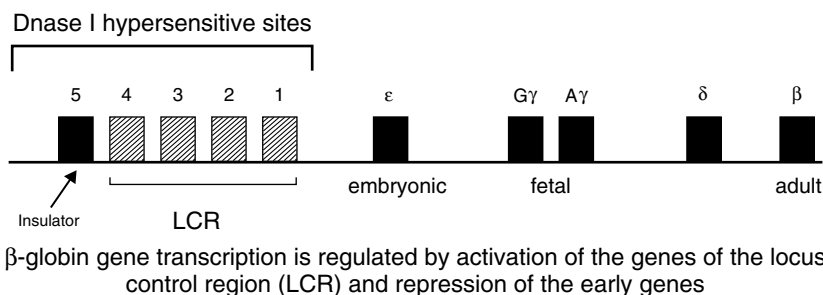 Dnase I hypersensitive sites
5 4 3 2 1 ε Gγ Aγ δ β
embryonic fetal adult
Insulator LCR
β-globin gene transcription is regulated by activation of the genes of the locus
control region (LCR) and repression of the early genes